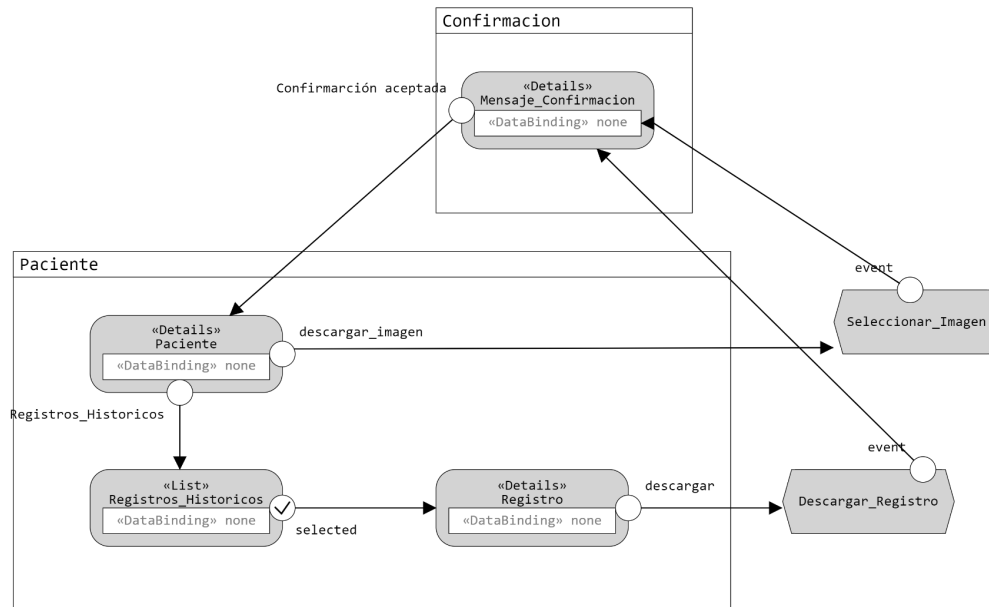 Confirmacion
Confirmarción aceptada
«Details»
Mensaje_Confirmacion
«DataBinding» none
Paciente
event
Seleccionar_Imagen
«Details»
Paciente
«DataBinding» none
descargar_imagen
Registros_Historicos
event
«List»
Registros_Historicos
«DataBinding» none
selected
«Details»
Registro
«DataBinding» none
descargar
Descargar_Registro